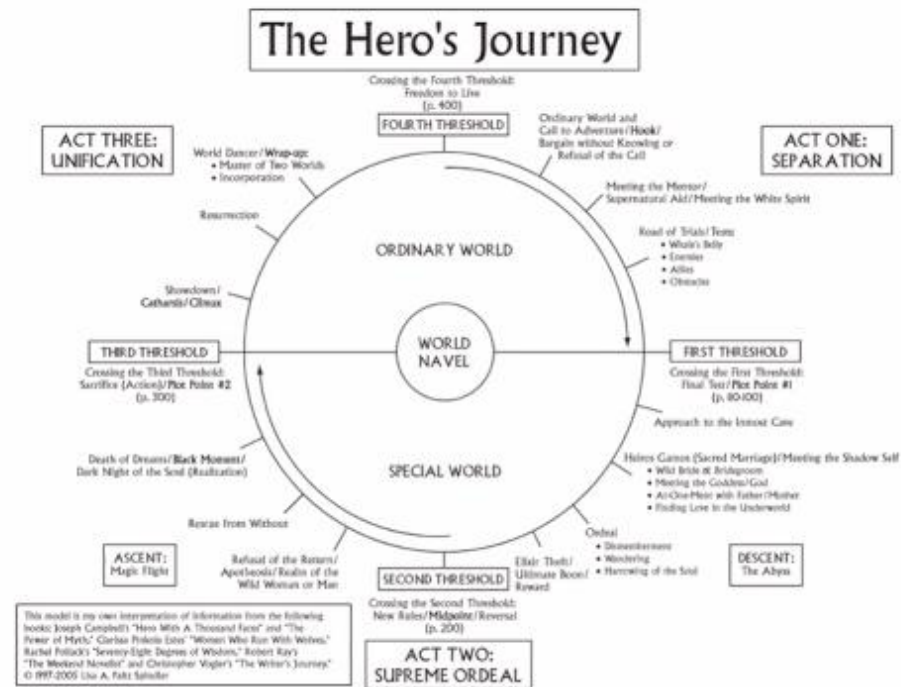 The Hero's Journey
Crossing the Fourth Threshold:
Freedom to Live
(p. 400)
FOURTH THRESHOLD
ACT THREE:
UNIFICATION
ACT ONE:
SEPARATION
Ordinary World and
Call to Adventure/Hook/
Bargain without Knowing or
Refusal of the Call
Meeting the Mentor/
Supernatural Aid/Meeting the White Spirit
Road of Trials/Tests:
• Whale's Belly
• Enemies
• Allies
• Obstacles
World Dancer/Wrap-up:
• Master of Two Worlds
• Incorporation
Resurrection
Showdown/
Catharsis/Climax
ORDINARY WORLD
WORLD
NAVEL
SPECIAL WORLD
THIRD THRESHOLD
Crossing the Third Threshold:
Sacrifice (Action)/Plot Point #2
(p. 300)
FIRST THRESHOLD
Crossing the First Threshold:
Final Test/Plot Point #1
(p. 80-100)
Approach to the Inmost Cave
Heiros Gamos (Sacred Marriage)/Meeting the Shadow Self
• Wild Bride & Bridegroom
• Meeting the Goddess/God
• At-One-Ment with Father/Mother
• Finding Love in the Underworld
Ordeal
• Dismemberment
• Wandering
• Harrowing of the Soul
Elixir Theft/
Ultimate Boon/
Reward
DESCENT:
The Abyss
SECOND THRESHOLD
Crossing the Second Threshold:
New Rules/Midpoint/Reversal
(p. 200)
ACT TWO:
SUPREME ORDEAL
Refusal of the Return/
Apotheosis/Realm of the
Wild Woman or Man
Rescue from Without
Death of Dreams/Black Moment/
Dark Night of the Soul (Realization)
ASCENT:
Magic Flight
This model is my own interpretation of information from the following
books: Joseph Campbell's "Hero With A Thousand Faces" and "The
Power of Myth," Clarissa Pinkola Estes' "Women Who Run With Wolves,"
Rachel Pollack's "Seventy-Eight Degrees of Wisdom," Robert Ray's
"The Weekend Novelist" and Christopher Vogler's "The Writer's Journey."
© 1997-2005 Lisa A. Paltz Spindler